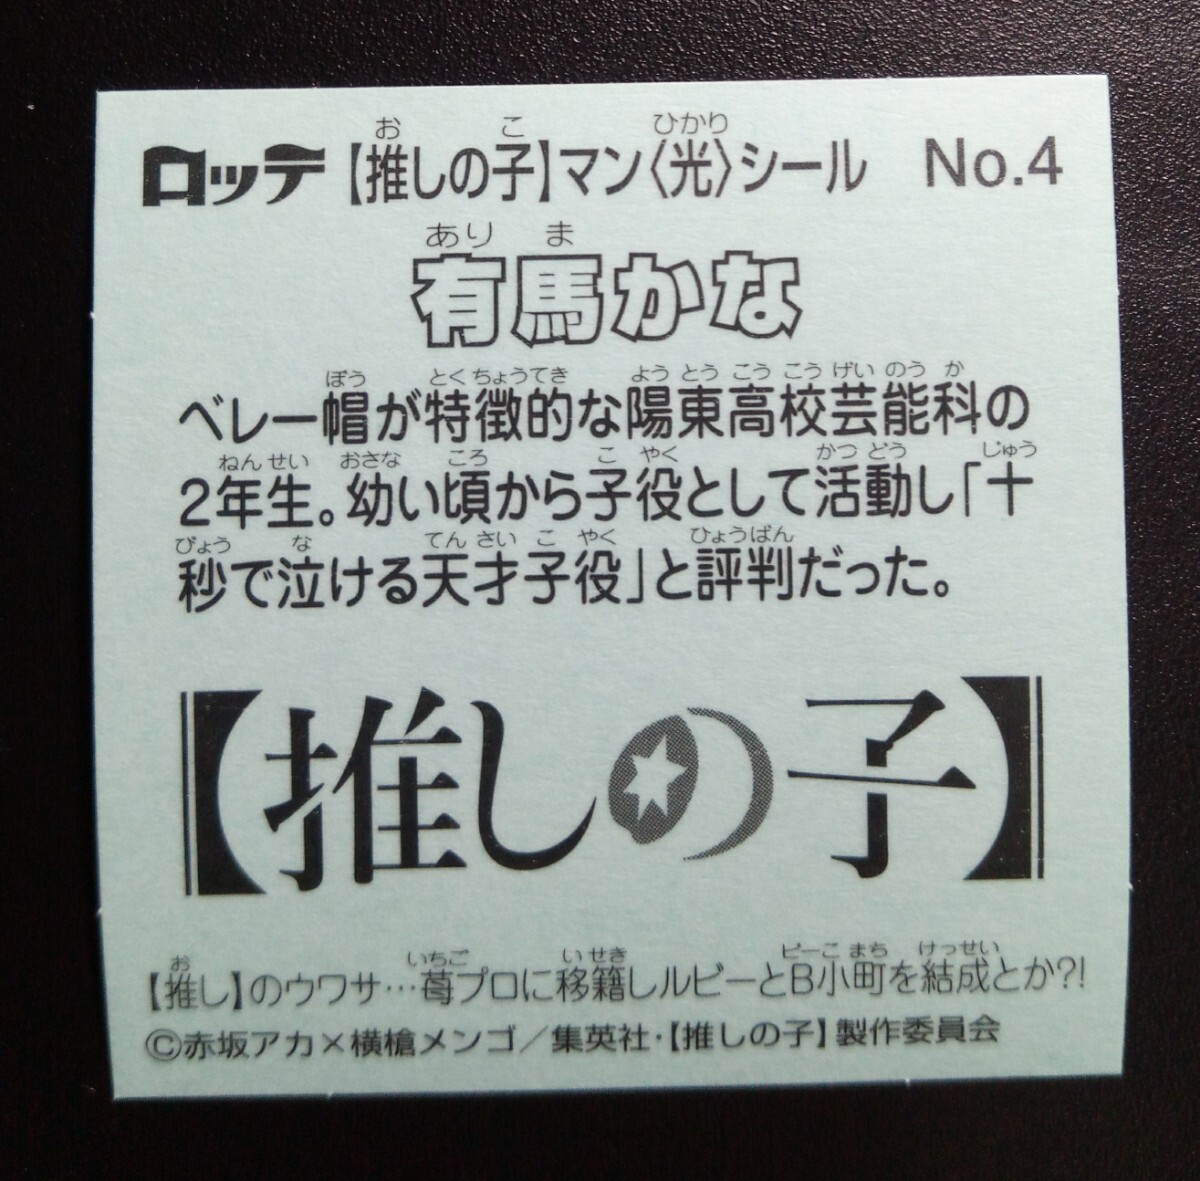 ロッテ 【推しの子】マン〈光〉シール No.4
有馬かな
ベレー帽が特徴的な陽東高校芸能科の
2年生。幼い頃から子役として活動し「十
秒で泣ける天才子役」と評判だった。
【推しの子】
【推し】のウワサ…苺プロに移籍しルビーとB小町を結成とか?!
©赤坂アカ×横槍メンゴ/集英社・【推しの子】製作委員会